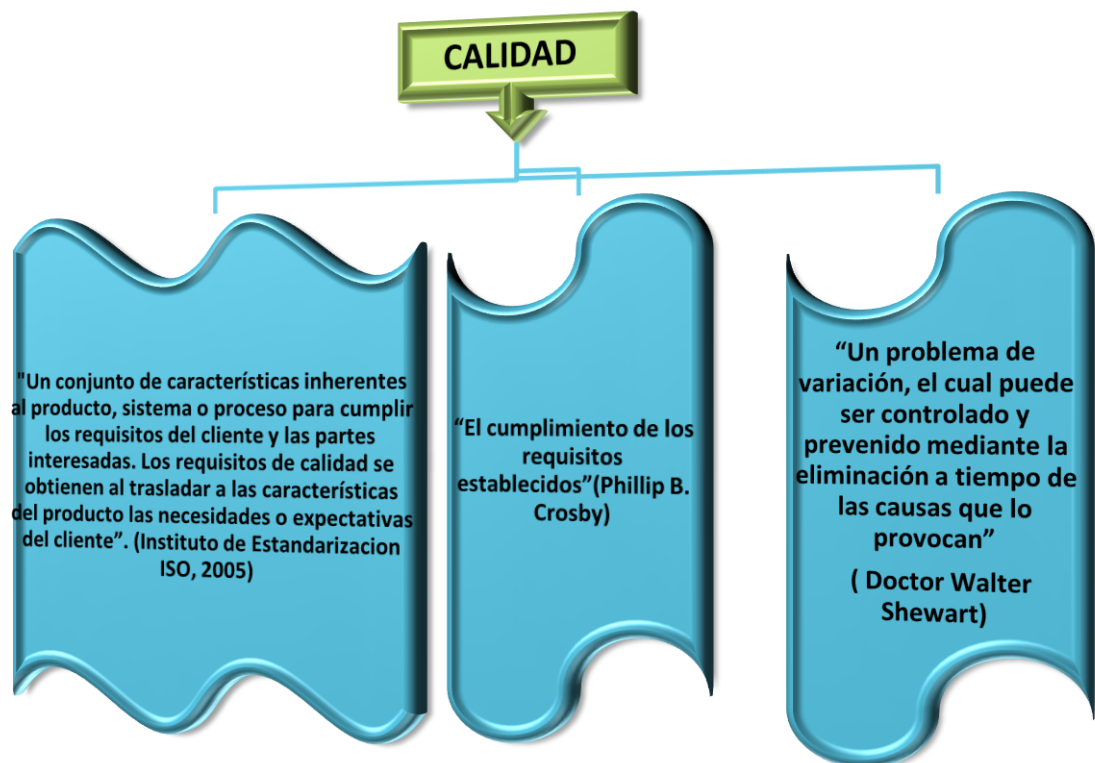 CALIDAD
"Un conjunto de características inherentes
al producto, sistema o proceso para cumplir
los requisitos del cliente y las partes
interesadas. Los requisitos de calidad se
obtienen al trasladar a las características
del producto las necesidades o expectativas
del cliente”. (Instituto de Estandarizacion
ISO, 2005)
“El cumplimiento de los
requisitos
establecidos”(Phillip B.
Crosby)
“Un problema de
variación, el cual puede
ser controlado y
prevenido mediante la
eliminación a tiempo de
las causas que lo
provocan”
( Doctor Walter
Shewart)